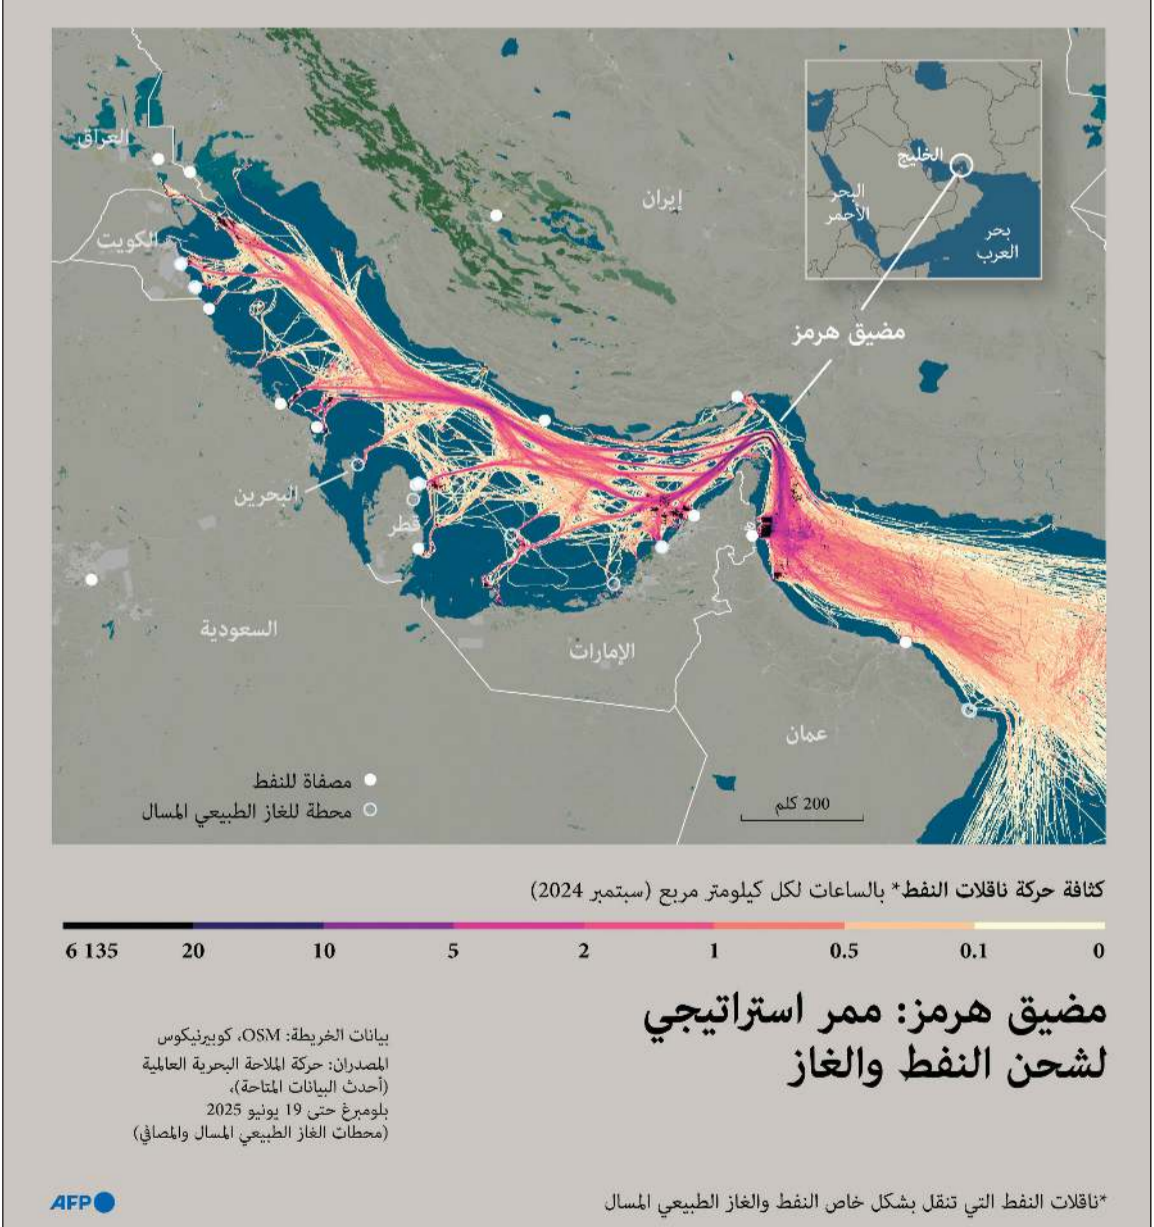 العراق
الكويت
إيران
الخليج
البحر
الأحمر
بحر
العرب
مضيق هرمز
البحرين
قطر
السعودية
الإمارات
عمان
مصفاة للنفط
محطة للغاز الطبيعي المسال
200 كلم
كثافة حركة ناقلات النفط* بالساعات لكل كيلومتر مربع (سبتمبر 2024)
6 135 20 10 5 2 1 0.5 0.1 0
مضيق هرمز: ممر استراتيجي
لشحن النفط والغاز
بيانات الخريطة: OSM، كوبيرنيكوس
المصدران: حركة الملاحة البحرية العالمية
(أحدث البيانات المتاحة)،
بلومبرغ حتى 19 يونيو 2025
(محطات الغاز الطبيعي المسال والمصافي)
*ناقلات النفط التي تنقل بشكل خاص النفط والغاز الطبيعي المسال
AFP